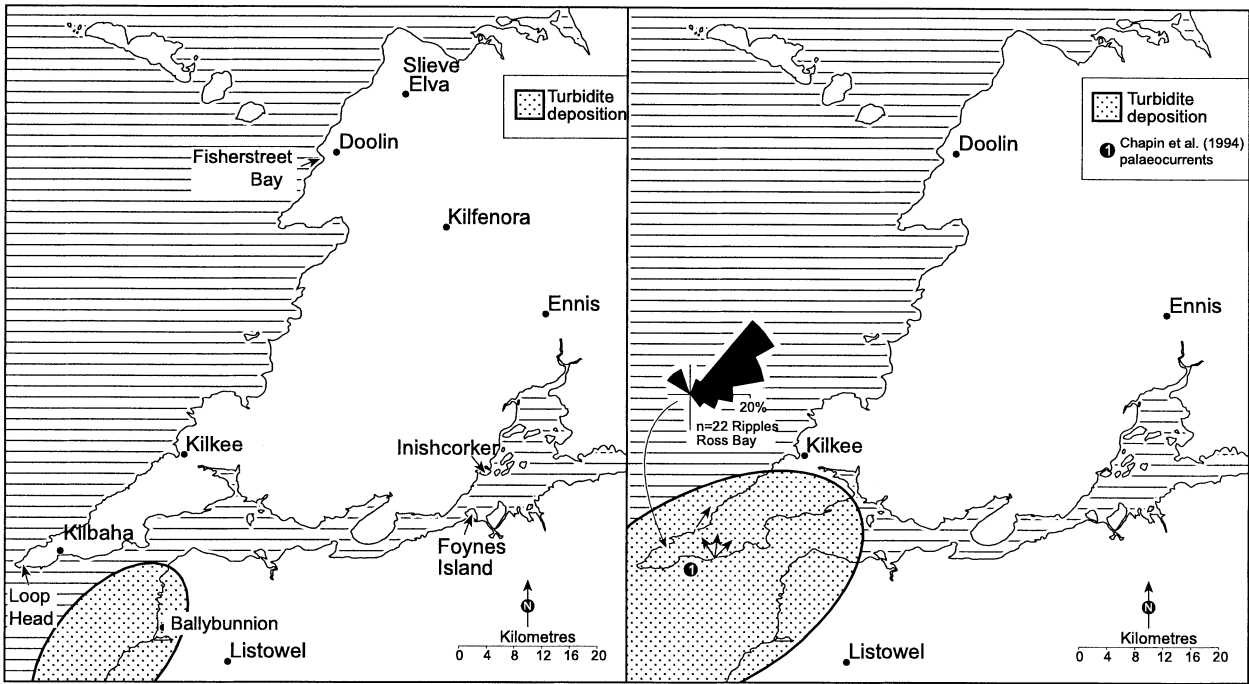 Slieve
Elva
Turbidite
deposition
Doolin
Fisherstreet
Bay
Kilfenora
Ennis
Inishcorker
Kilkee
Kilbaha
Foynes
Island
Loop
Head
Ballybunnion
Listowel
N
Kilometres
0 4 8 12 16 20
Turbidite
deposition
1 Chapin et al. (1994)
palaeocurrents
Doolin
Ennis
20%
n=22 Ripples
Ross Bay
Kilkee
1
N
Kilometres
0 4 8 12 16 20
Listowel